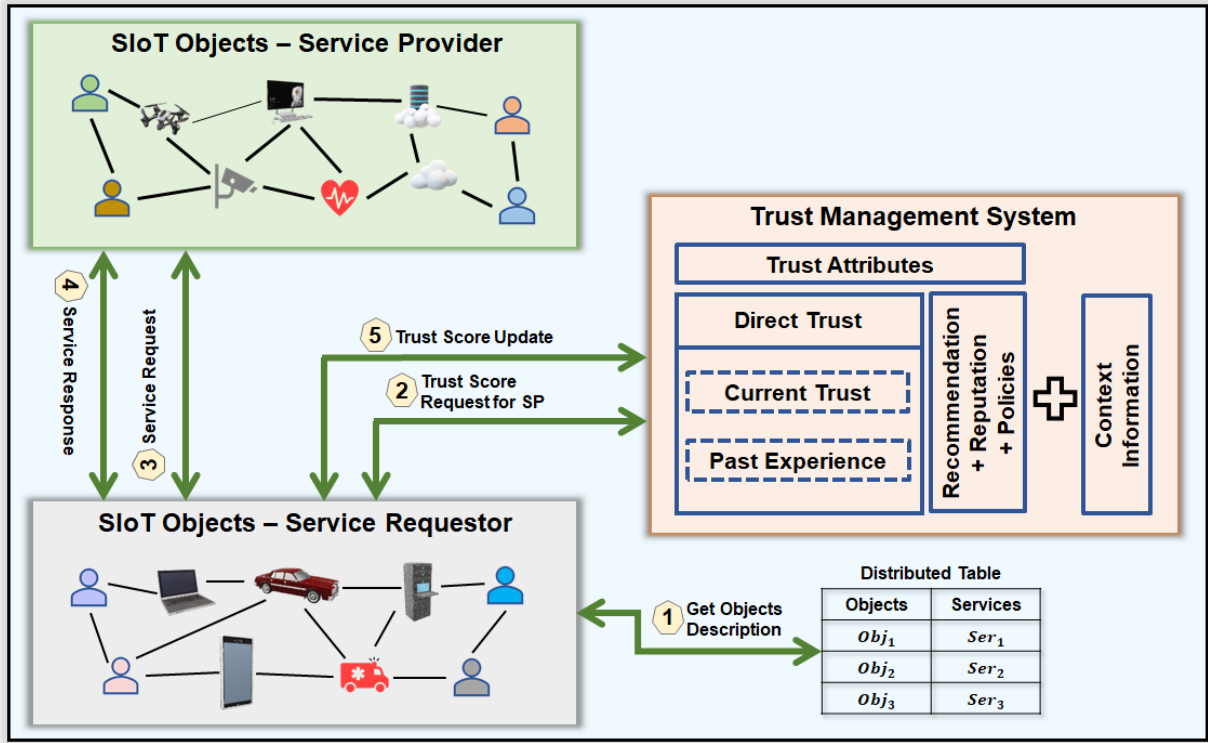 SIoT Objects – Service Provider
4
Service Response
3
Service Request
5
Trust Score Update
2
Trust Score
Request for SP
Trust Management System
Trust Attributes
Direct Trust
Current Trust
Past Experience
Recommendation
+ Reputation
+ Policies
Context
Information
SIoT Objects – Service Requestor
1
Get Objects
Description
Distributed Table
Objects Services
Obj₁ Ser₁
Obj₂ Ser₂
Obj₃ Ser₃